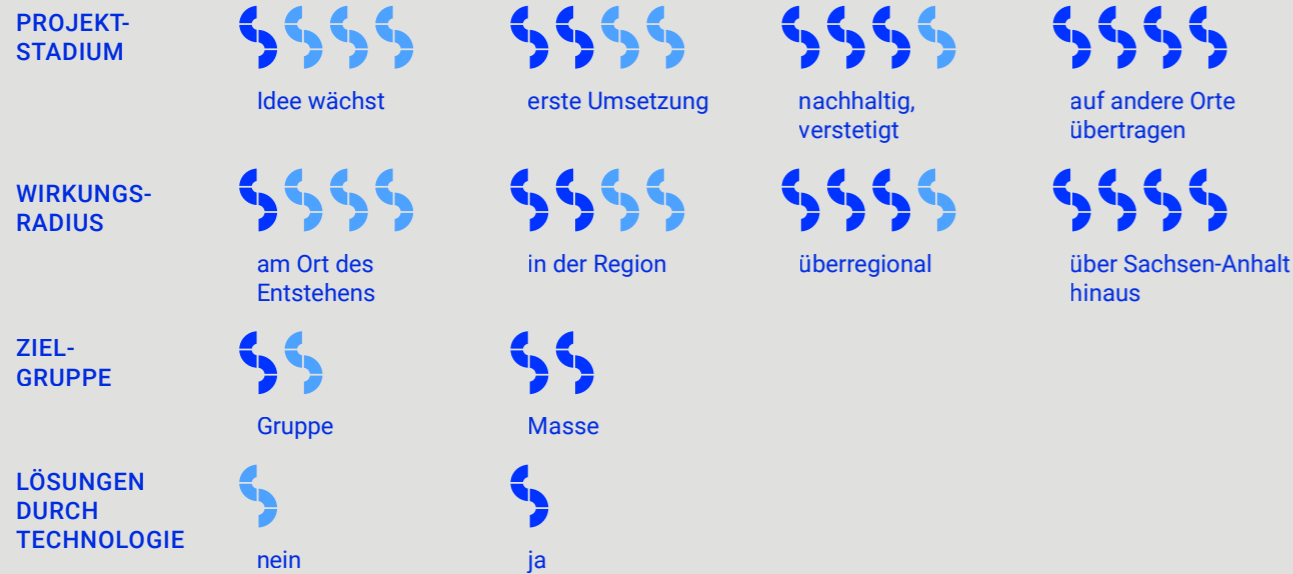 PROJEKT-
STADIUM
Idee wächst
erste Umsetzung
nachhaltig,
verstetigt
auf andere Orte
übertragen
WIRKUNGS-
RADIUS
am Ort des
Entstehens
in der Region
überregional
über Sachsen-Anhalt
hinaus
ZIEL-
GRUPPE
Gruppe
Masse
LÖSUNGEN
DURCH
TECHNOLOGIE
nein
ja